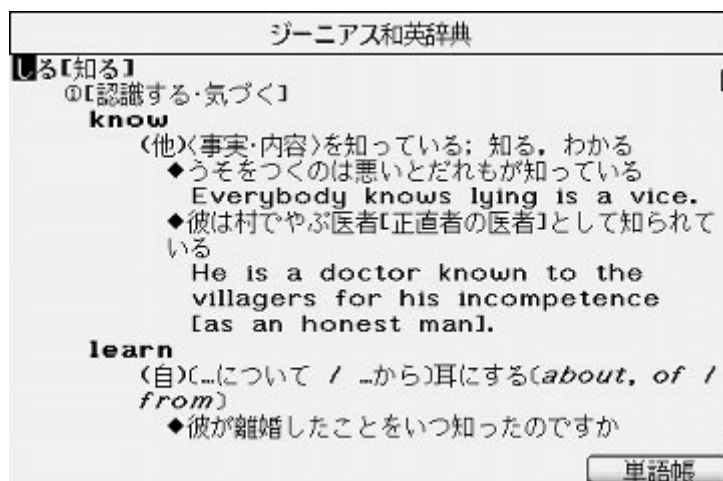 ジーニアス和英辞典
しる【知る】
①[認識する・気づく]
know
(他)〈事実・内容〉を知っている; 知る, わかる
◆うそをつくのは悪いとだれもが知っている
Everybody knows lying is a vice.
◆彼は村でやぶ医者[正直者の医者]として知られて
いる
He is a doctor known to the
villagers for his incompetence
[as an honest man].
learn
(自)(…について / …から)耳にする(about, of /
from)
◆彼が離婚したことをいつ知ったのですか
単語帳